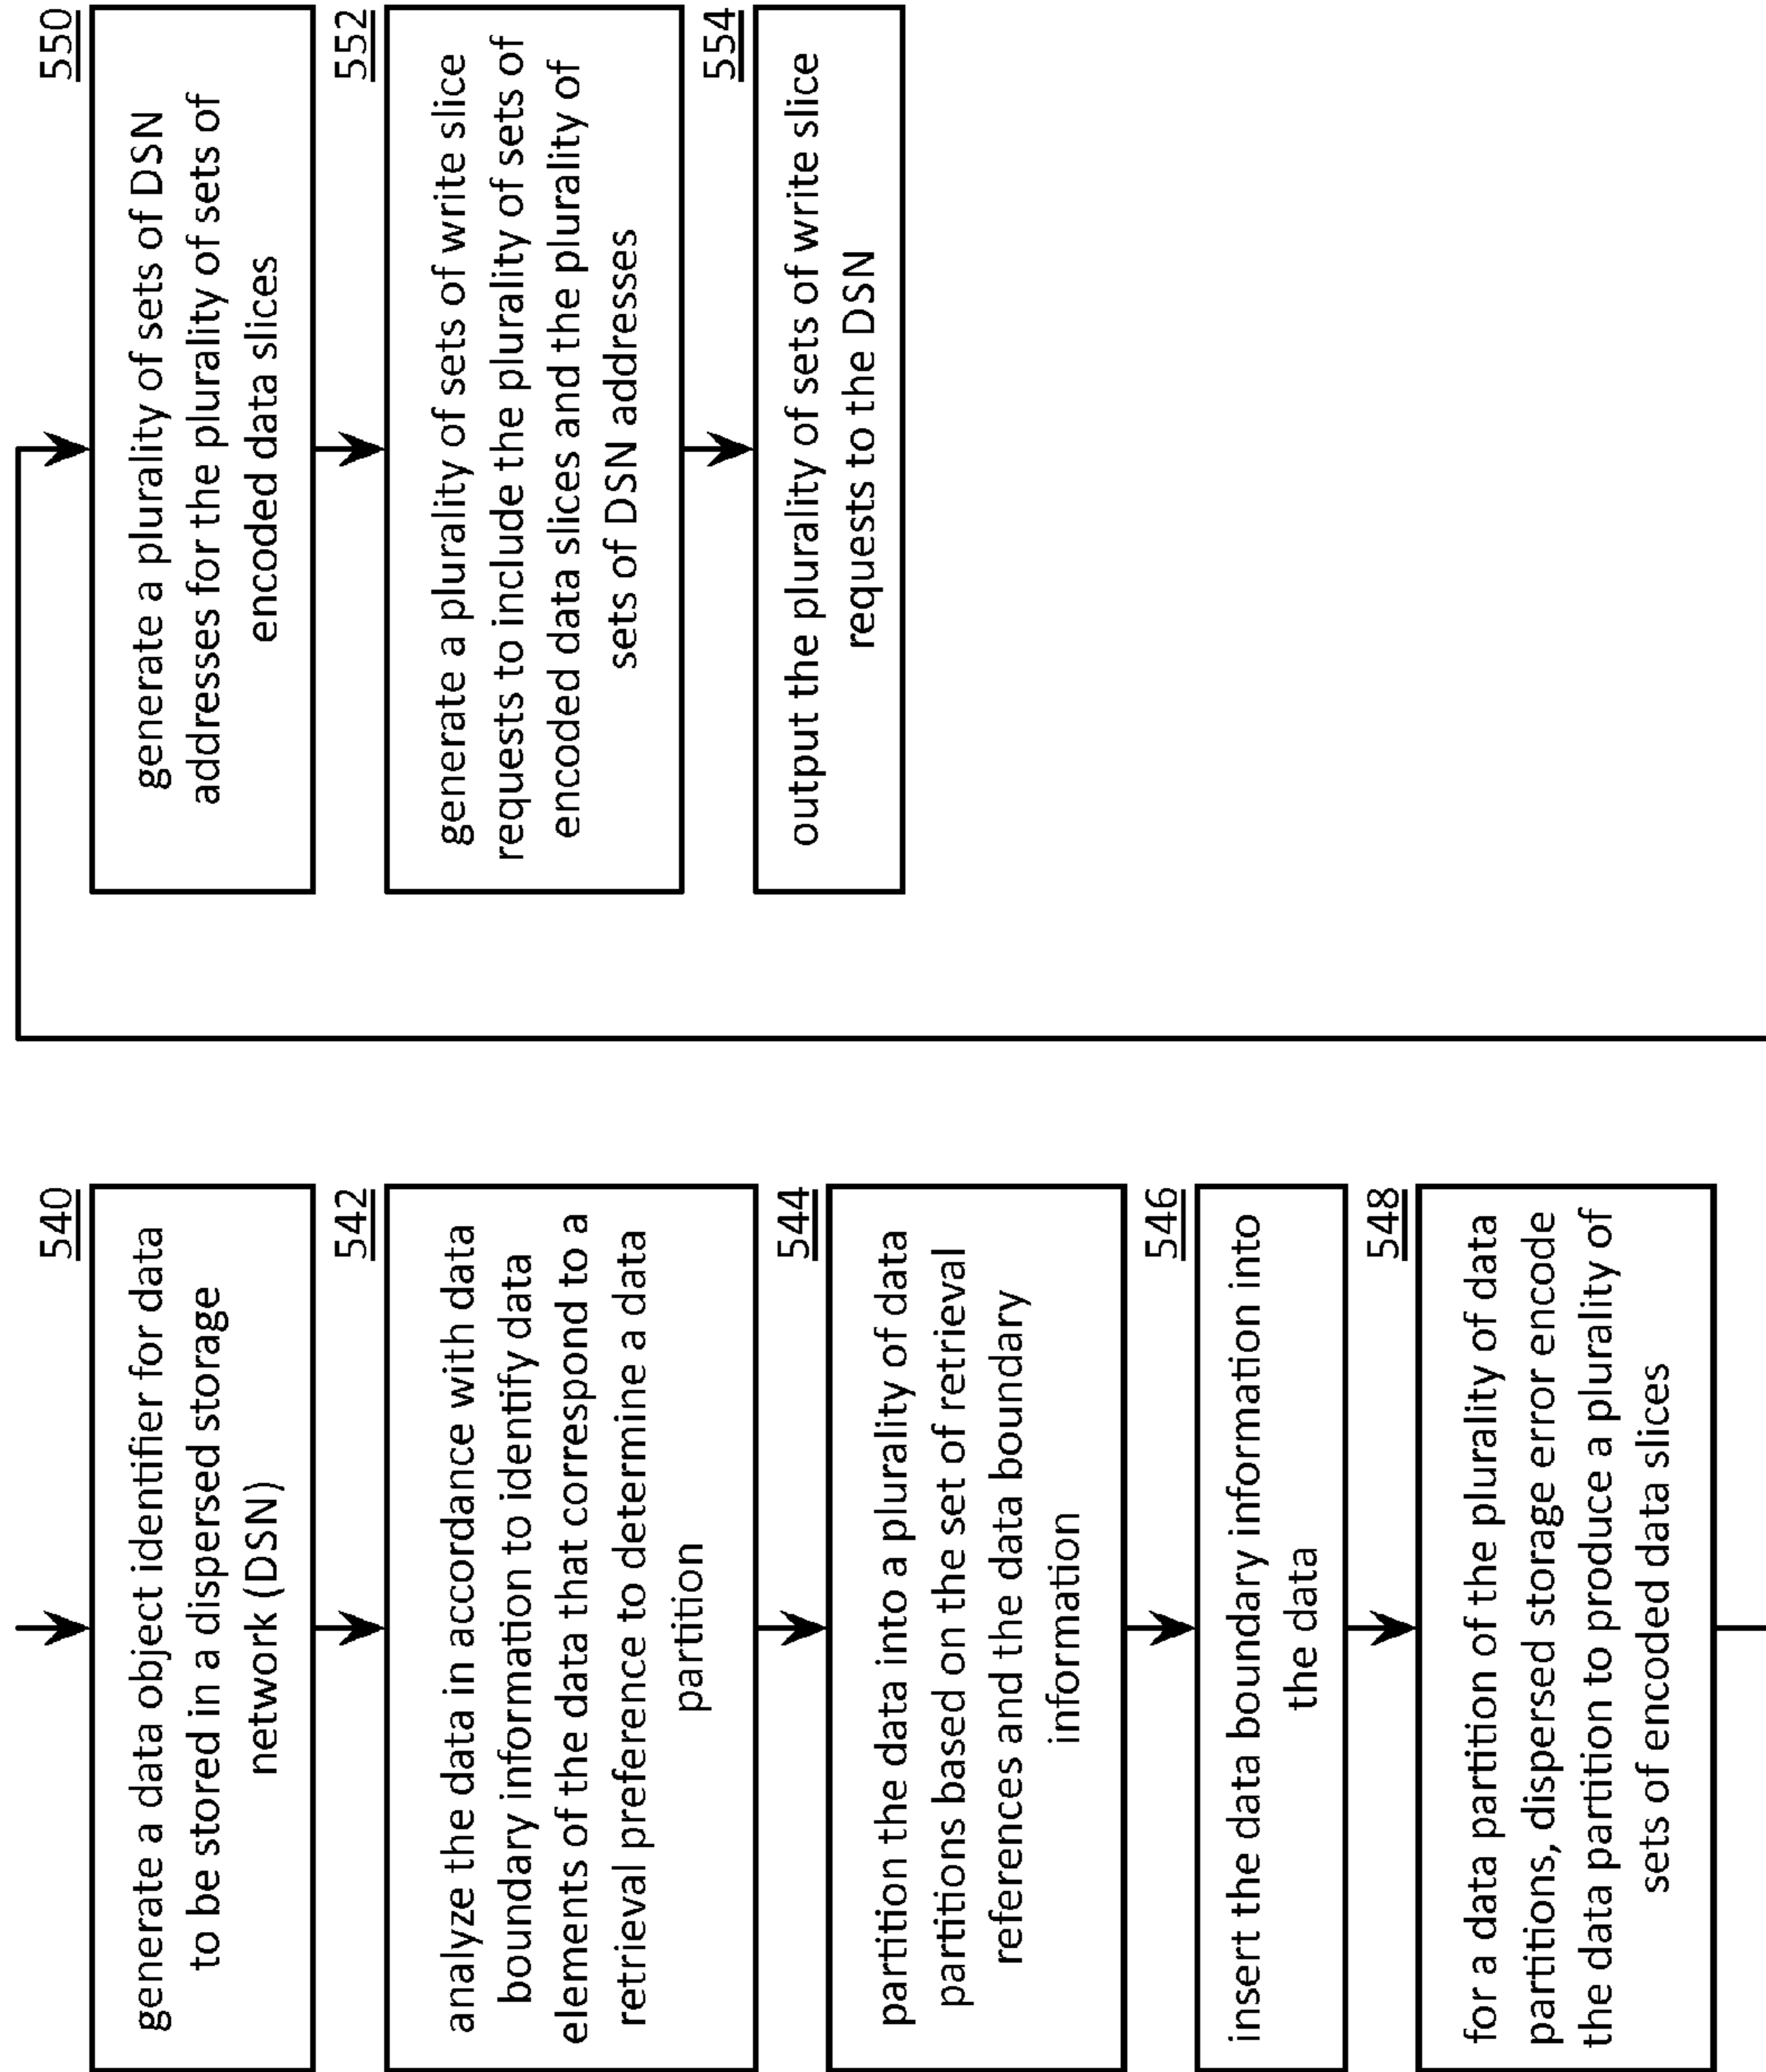 540
generate a data object identifier for data
to be stored in a dispersed storage
network (DSN)
542
analyze the data in accordance with data
boundary information to identify data
elements of the data that correspond to a
retrieval preference to determine a data
partition
544
partition the data into a plurality of data
partitions based on the set of retrieval
references and the data boundary
information
546
insert the data boundary information into
the data
548
for a data partition of the plurality of data
partitions, dispersed storage error encode
the data partition to produce a plurality of
sets of encoded data slices
550
generate a plurality of sets of DSN
addresses for the plurality of sets of
encoded data slices
552
generate a plurality of sets of write slice
requests to include the plurality of sets of
encoded data slices and the plurality of
sets of DSN addresses
554
output the plurality of sets of write slice
requests to the DSN